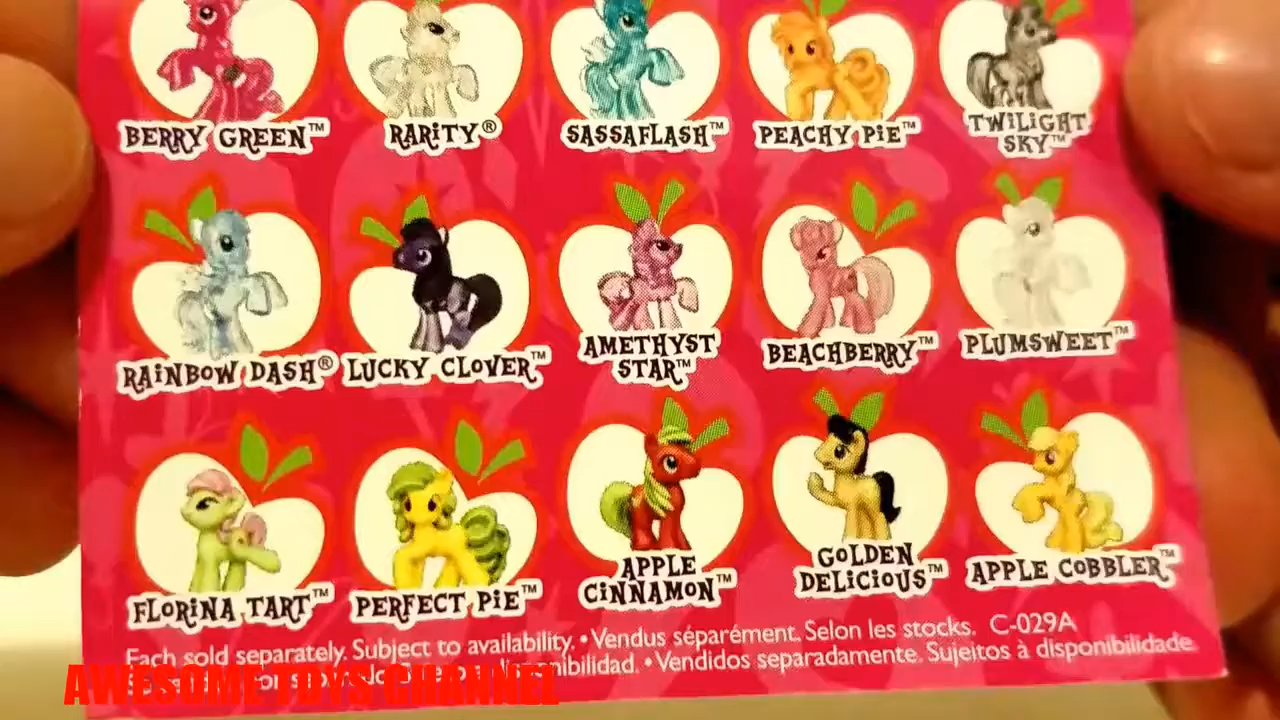 BERRY GREEN™ RARITY® SASSAFLASH™ PEACHY PIE™ TWILIGHT SKY™
RAINBOW DASH® LUCKY CLOVER™ AMETHYST STAR™ BEACHBERRY™ PLUMSWEET™
FLORINA TART™ PERFECT PIE™ APPLE CINNAMON™ GOLDEN DELICIOUS™ APPLE COBBLER™
Each sold separately. Subject to availability. • Vendus séparément. Selon les stocks. C-029A
• Vendidos separadamente. Sujeitos à disponibilidade.
AWESOME TOYS CHANNEL